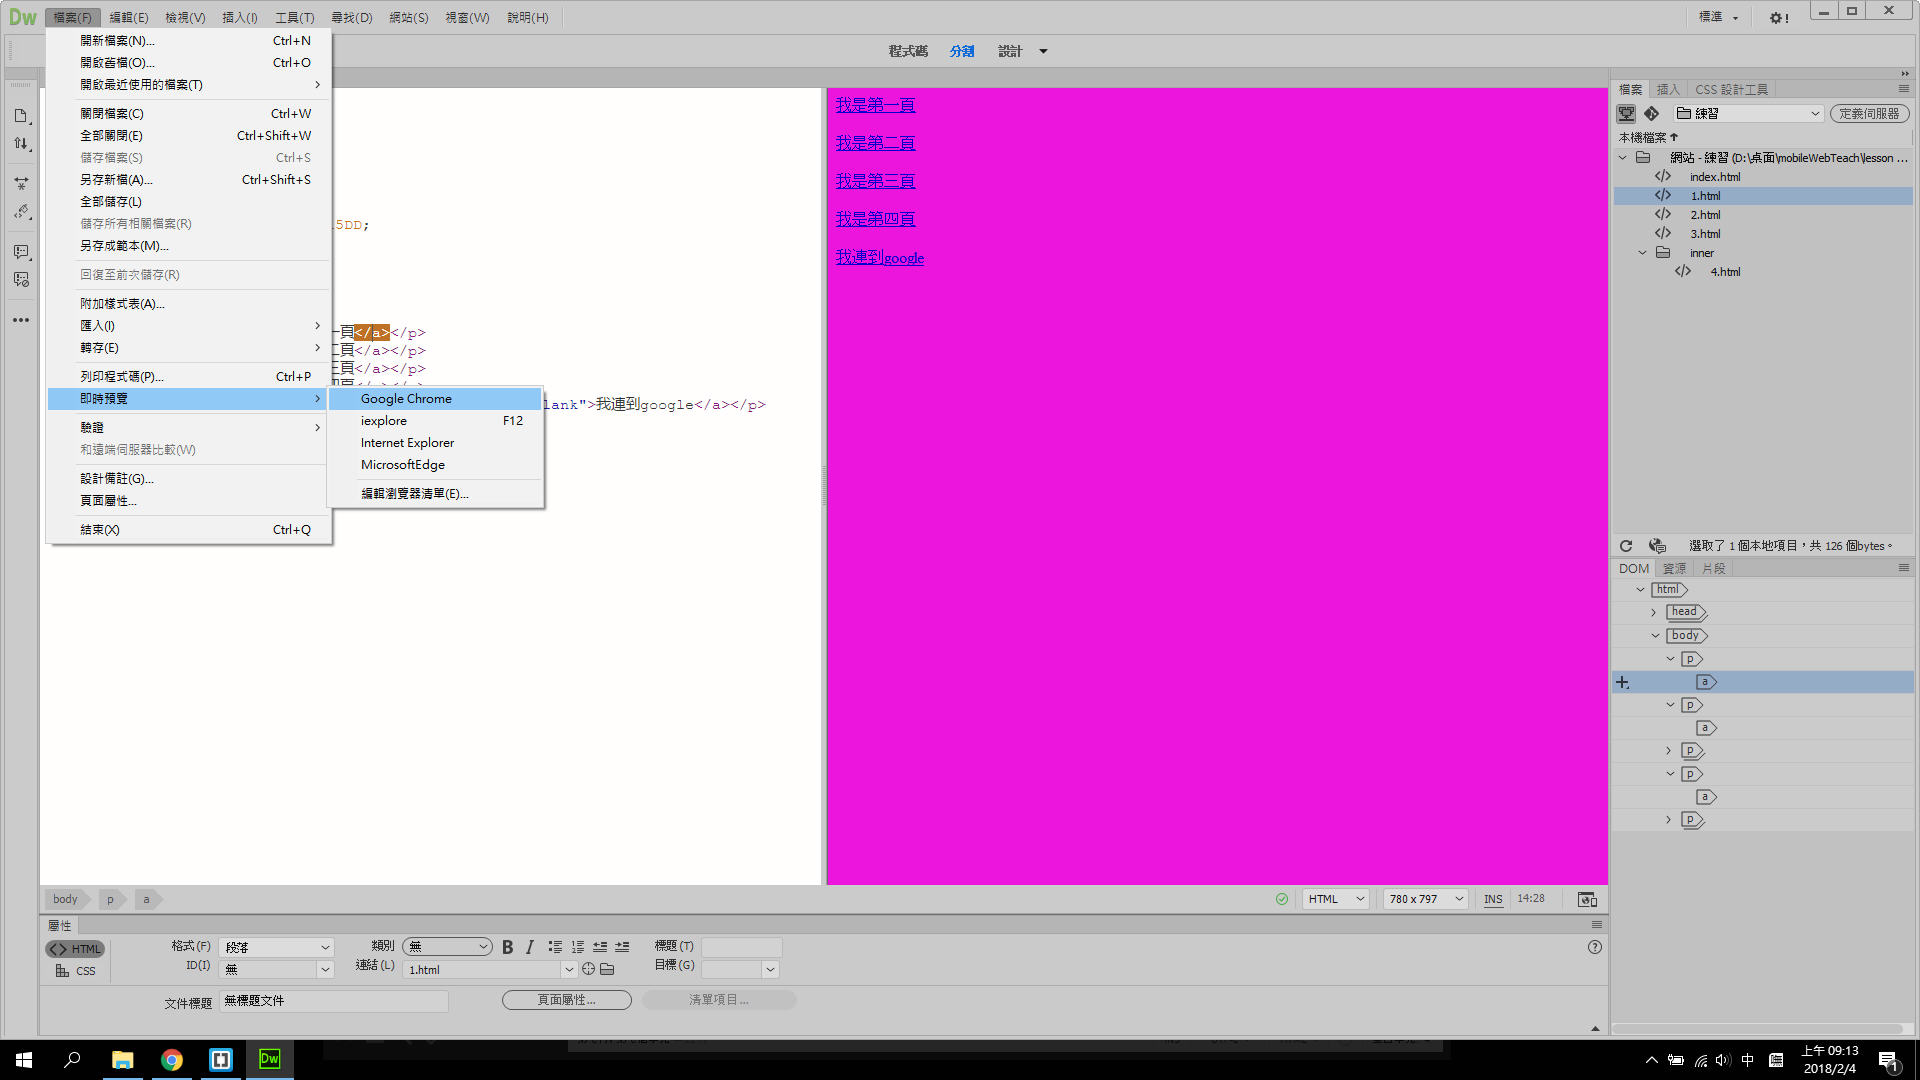 Dw 檔案(F) 編輯(E) 檢視(V) 插入(I) 工具(T) 尋找(D) 網站(S) 視窗(W) 說明(H) 標準
程式碼 分割 設計
開新檔案(N)... Ctrl+N
開啟舊檔(O)... Ctrl+O
開啟最近使用的檔案(T)
關閉檔案(C) Ctrl+W
全部關閉(E) Ctrl+Shift+W
儲存檔案(S) Ctrl+S
另存新檔(A)... Ctrl+Shift+S
全部儲存(L)
儲存所有相關檔案(R)
另存成範本(M)...
回復至前次儲存(R)
附加樣式表(A)...
匯入(I)
轉存(E)
列印程式碼(P)... Ctrl+P
即時預覽
驗證
和遠端伺服器比較(W)
設計備註(G)...
頁面屬性...
結束(X) Ctrl+Q
Google Chrome
iexplore F12
Internet Explorer
MicrosoftEdge
編輯瀏覽器清單(E)...
5DD;
頁</a></p>
頁</a></p>
頁</a></p>
lank">我連到google</a></p>
我是第一頁
我是第二頁
我是第三頁
我是第四頁
我連到google
檔案 插入 CSS 設計工具
練習 定義伺服器
本機檔案
網站 - 練習 (D:\桌面\mobileWebTeach\lesson ...
index.html
1.html
2.html
3.html
inner
4.html
選取了 1 個本地項目，共 126 個bytes。
DOM 資源 片段
html
head
body
p
a
p
a
p
p
a
p
body p a HTML 780 x 797 INS 14:28
屬性
HTML 格式(F) 段落 類別 無 B I 標題(T)
CSS ID(I) 無 連結(L) 1.html 目標(G)
文件標題 無標題文件 頁面屬性... 清單項目...
Dw 中 上午 09:13
2018/2/4
1